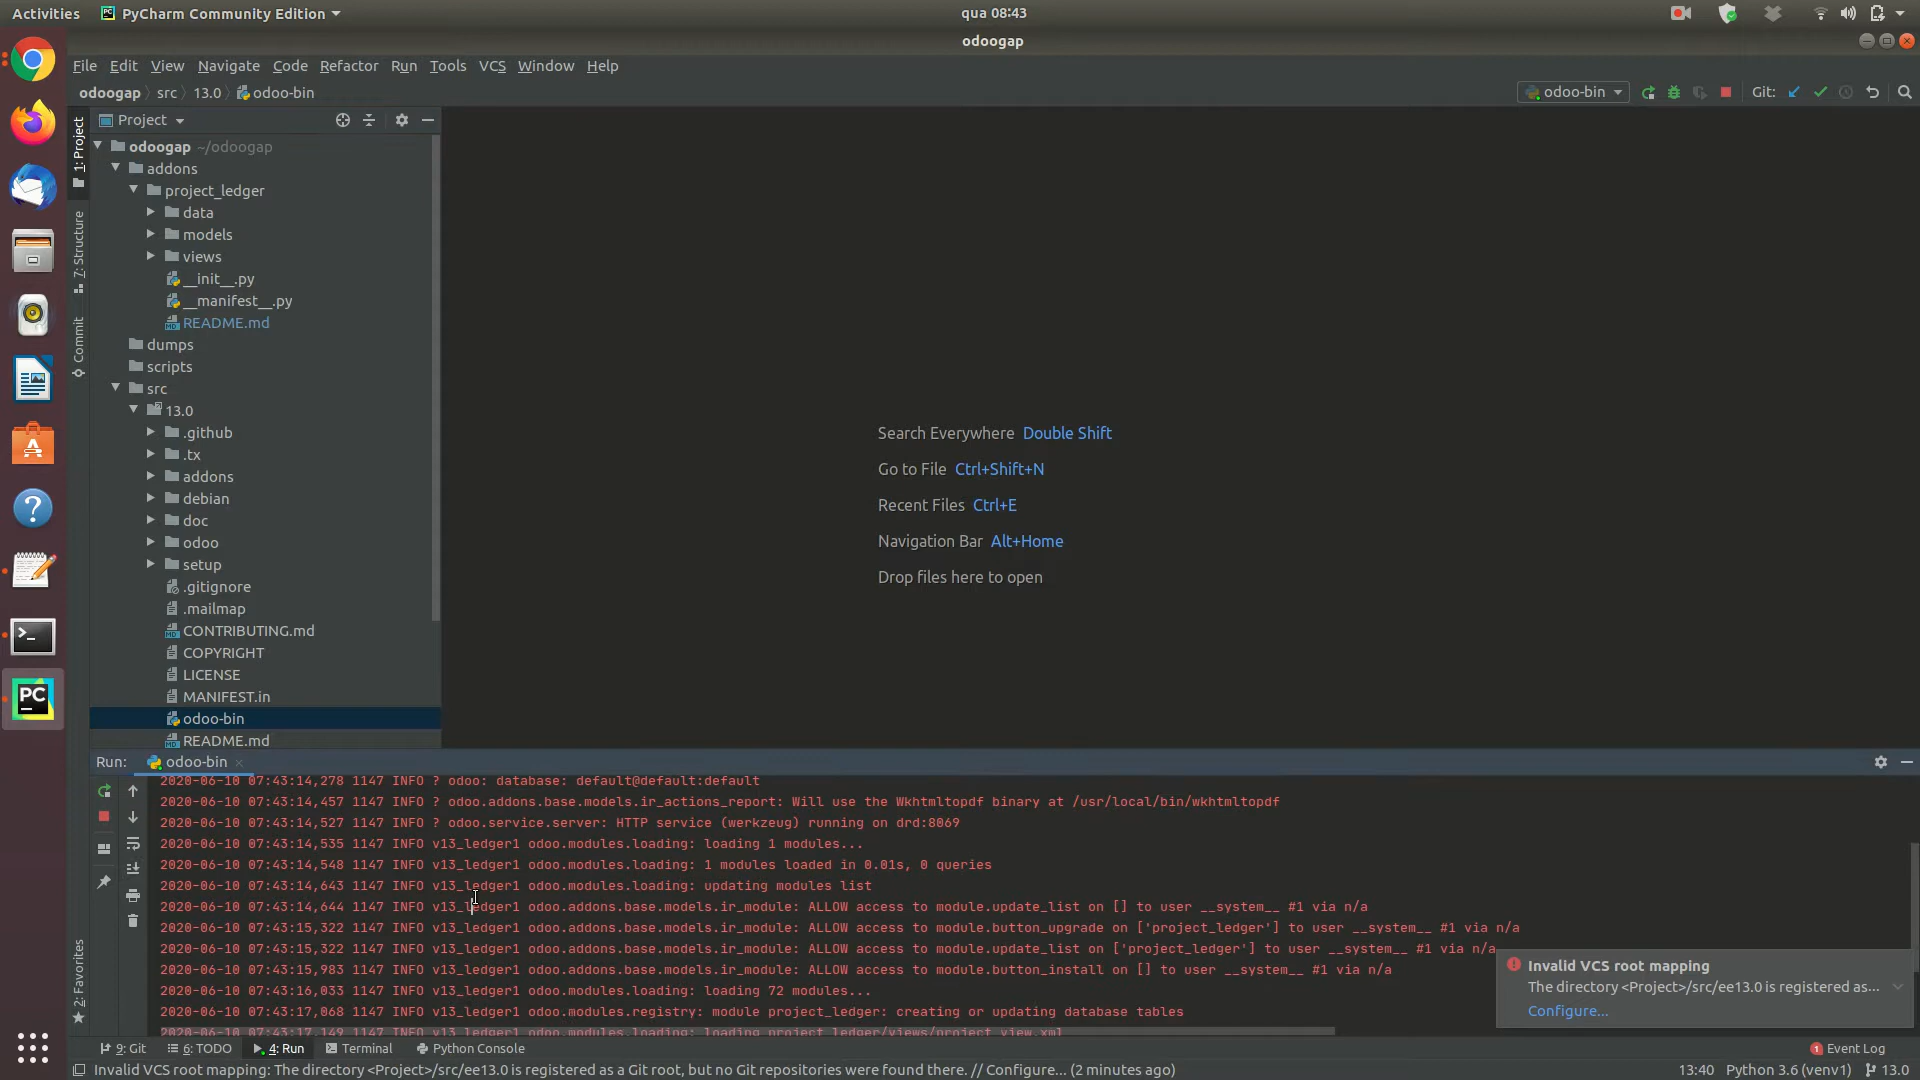 Activities PyCharm Community Edition qua 08:43
odoogap
File Edit View Navigate Code Refactor Run Tools VCS Window Help
odoogap src 13.0 odoo-bin odoo-bin Git:
Project
1: Project
7: Structure
Commit
2: Favorites
odoogap ~/odoogap
addons
project_ledger
data
models
views
__init__.py
__manifest__.py
README.md
dumps
scripts
src
13.0
.github
.tx
addons
debian
doc
odoo
setup
.gitignore
.mailmap
CONTRIBUTING.md
COPYRIGHT
LICENSE
MANIFEST.in
odoo-bin
README.md
Search Everywhere Double Shift
Go to File Ctrl+Shift+N
Recent Files Ctrl+E
Navigation Bar Alt+Home
Drop files here to open
Run: odoo-bin
2020-06-10 07:43:14,278 1147 INFO ? odoo: database: default@default:default
2020-06-10 07:43:14,457 1147 INFO ? odoo.addons.base.models.ir_actions_report: Will use the Wkhtmltopdf binary at /usr/local/bin/wkhtmltopdf
2020-06-10 07:43:14,527 1147 INFO ? odoo.service.server: HTTP service (werkzeug) running on drd:8069
2020-06-10 07:43:14,535 1147 INFO v13_ledger1 odoo.modules.loading: loading 1 modules...
2020-06-10 07:43:14,548 1147 INFO v13_ledger1 odoo.modules.loading: 1 modules loaded in 0.01s, 0 queries
2020-06-10 07:43:14,643 1147 INFO v13_ledger1 odoo.modules.loading: updating modules list
2020-06-10 07:43:14,644 1147 INFO v13_ledger1 odoo.addons.base.models.ir_module: ALLOW access to module.update_list on [] to user __system__ #1 via n/a
2020-06-10 07:43:15,322 1147 INFO v13_ledger1 odoo.addons.base.models.ir_module: ALLOW access to module.button_upgrade on ['project_ledger'] to user __system__ #1 via n/a
2020-06-10 07:43:15,322 1147 INFO v13_ledger1 odoo.addons.base.models.ir_module: ALLOW access to module.update_list on ['project_ledger'] to user __system__ #1 via n/a
2020-06-10 07:43:15,983 1147 INFO v13_ledger1 odoo.addons.base.models.ir_module: ALLOW access to module.button_install on [] to user __system__ #1 via n/a
2020-06-10 07:43:16,033 1147 INFO v13_ledger1 odoo.modules.loading: loading 72 modules...
2020-06-10 07:43:17,068 1147 INFO v13_ledger1 odoo.modules.registry: module project_ledger: creating or updating database tables
2020-06-10 07:43:17,149 1147 INFO v13_ledger1 odoo.modules.loading: loading project_ledger/views/project_view.xml
Invalid VCS root mapping
The directory <Project>/src/ee13.0 is registered as...
Configure...
9: Git 6: TODO 4: Run Terminal Python Console 1 Event Log
Invalid VCS root mapping: The directory <Project>/src/ee13.0 is registered as a Git root, but no Git repositories were found there. // Configure... (2 minutes ago) 13:40 Python 3.6 (venv1) 13.0